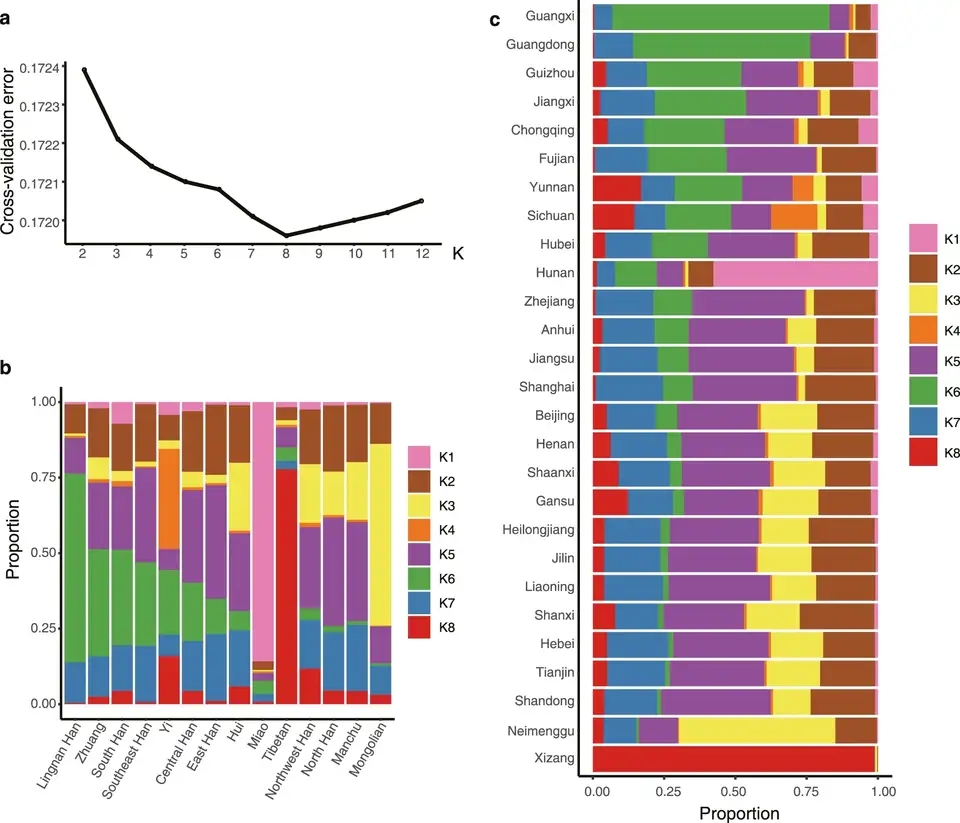 a
Cross-validation error
0.1724
0.1723
0.1722
0.1721
0.1720
2 3 4 5 6 7 8 9 10 11 12 K
b
Proportion
1.00
0.75
0.50
0.25
0.00
Lingnan Han
Zhuang
South Han
Southeast Han
Yi
Central Han
East Han
Hui
Miao
Tibetan
Northwest Han
North Han
Manchu
Mongolian
K1
K2
K3
K4
K5
K6
K7
K8
c
Guangxi
Guangdong
Guizhou
Jiangxi
Chongqing
Fujian
Yunnan
Sichuan
Hubei
Hunan
Zhejiang
Anhui
Jiangsu
Shanghai
Beijing
Henan
Shaanxi
Gansu
Heilongjiang
Jilin
Liaoning
Shanxi
Hebei
Tianjin
Shandong
Neimenggu
Xizang
0.00 0.25 0.50 0.75 1.00
Proportion
K1
K2
K3
K4
K5
K6
K7
K8